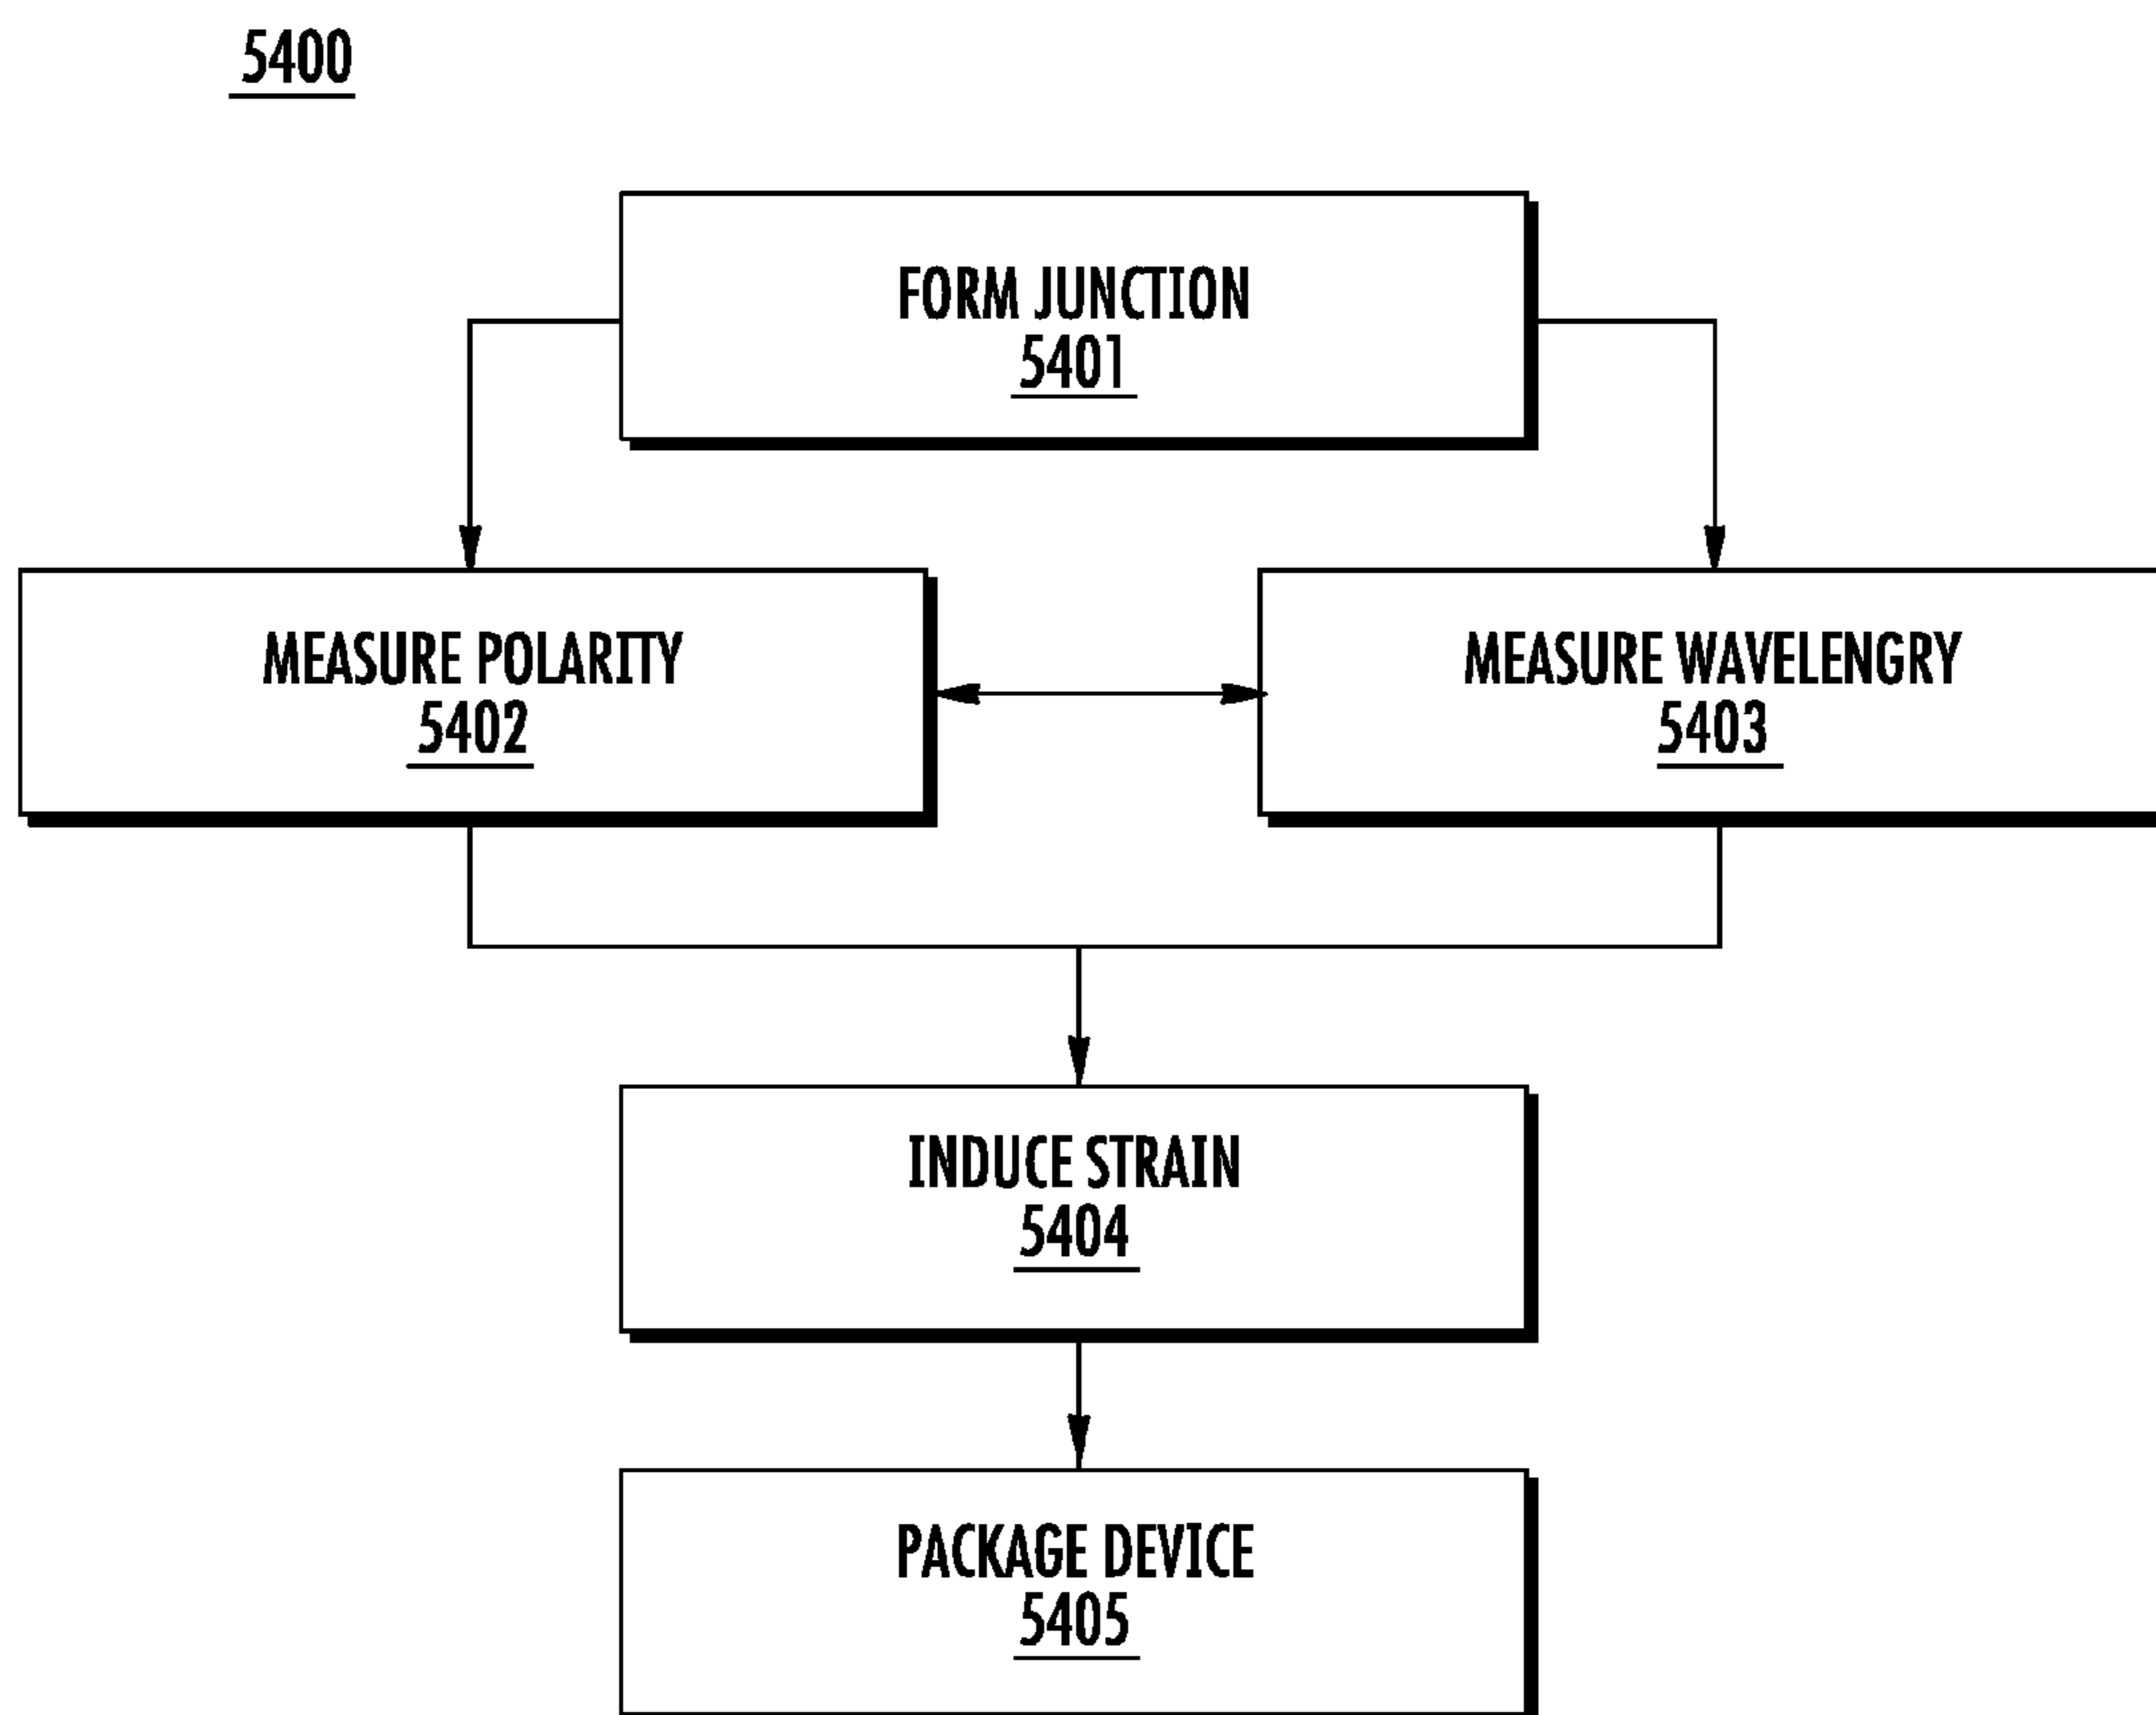 5400
FORM JUNCTION
5401
MEASURE POLARITY
5402
MEASURE WAVELENGRY
5403
INDUCE STRAIN
5404
PACKAGE DEVICE
5405